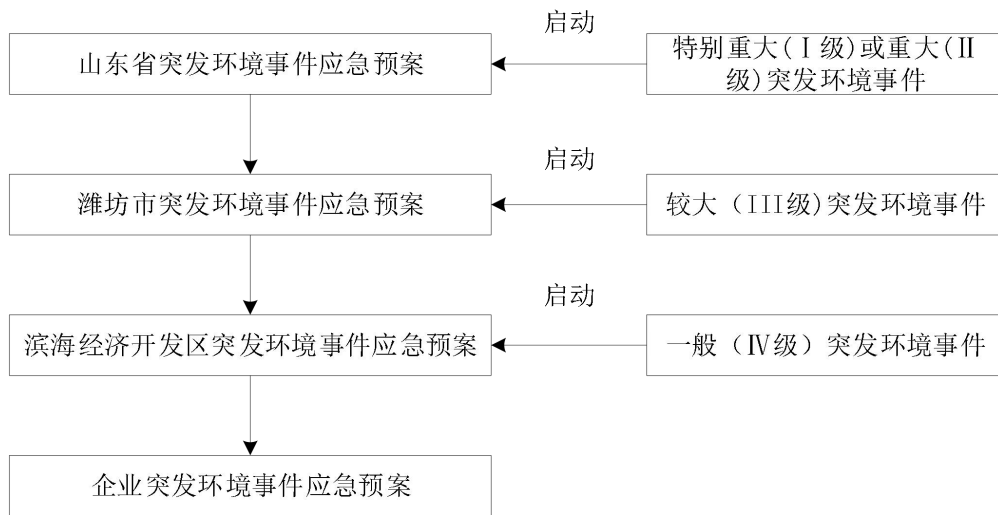 启动
山东省突发环境事件应急预案
特别重大(Ⅰ级)或重大(Ⅱ
级)突发环境事件
启动
潍坊市突发环境事件应急预案
较大（III级)突发环境事件
启动
滨海经济开发区突发环境事件应急预案
一般（Ⅳ级）突发环境事件
企业突发环境事件应急预案